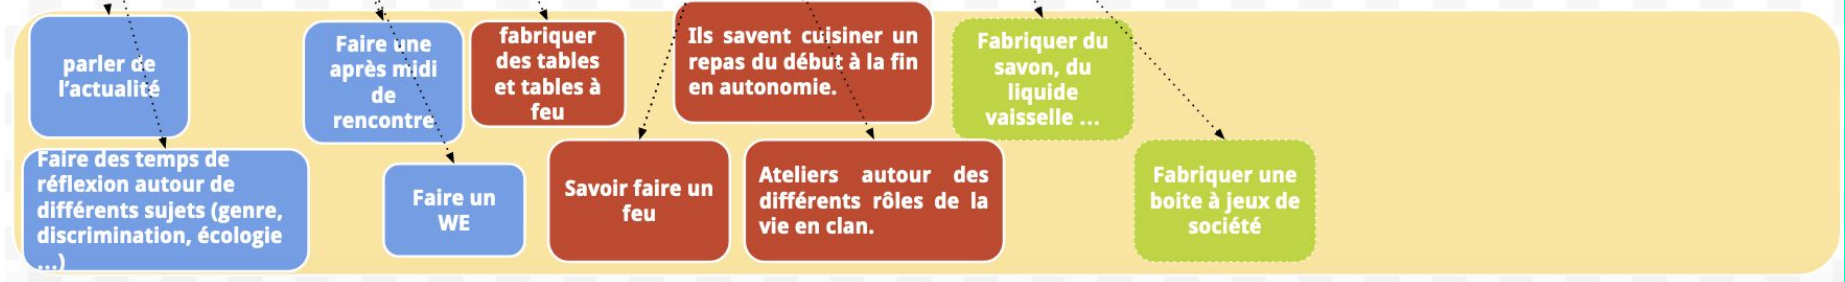 parler de
l'actualité
Faire une
après midi
de
rencontre
fabriquer
des tables
et tables à
feu
Ils savent cuisiner un
repas du début à la fin
en autonomie.
Fabriquer du
savon, du
liquide
vaisselle ...
Faire des temps de
réflexion autour de
différents sujets (genre,
discrimination, écologie
...)
Faire un
WE
Savoir faire un
feu
Ateliers autour des
différents rôles de la
vie en clan.
Fabriquer une
boite à jeux de
société